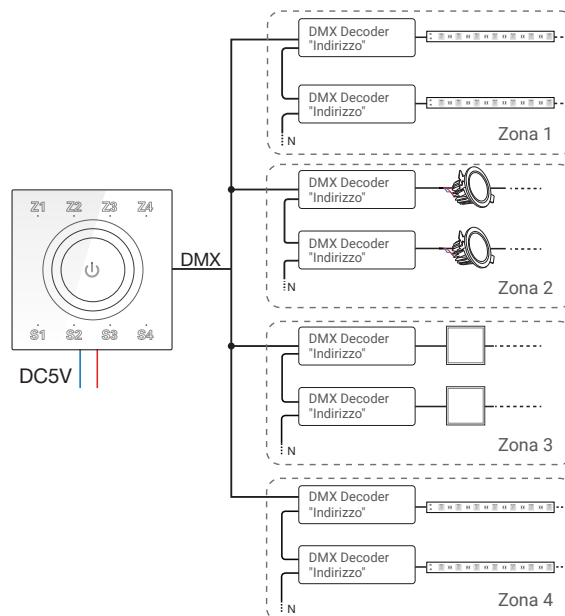 DMX Decoder
"Indirizzo"
DMX Decoder
"Indirizzo"
N
Zona 1
Z1 Z2 Z3 Z4
S1 S2 S3 S4
DC5V
DMX
DMX Decoder
"Indirizzo"
DMX Decoder
"Indirizzo"
N
Zona 2
DMX Decoder
"Indirizzo"
DMX Decoder
"Indirizzo"
N
Zona 3
DMX Decoder
"Indirizzo"
DMX Decoder
"Indirizzo"
N
Zona 4